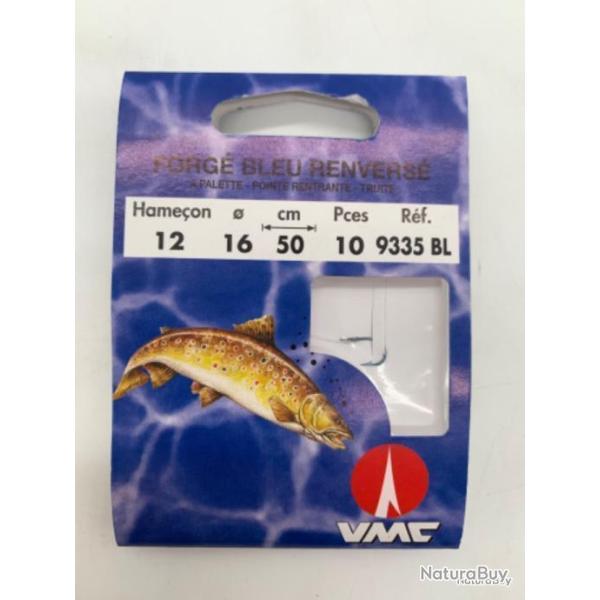 FORGÉ BLEU RENVERSÉ
A PALETTE - POINTE RENTRANTE - TRUITE
Hameçon ø cm Pces Réf.
12 16 50 10 9335 BL
VMC
NaturaBuy